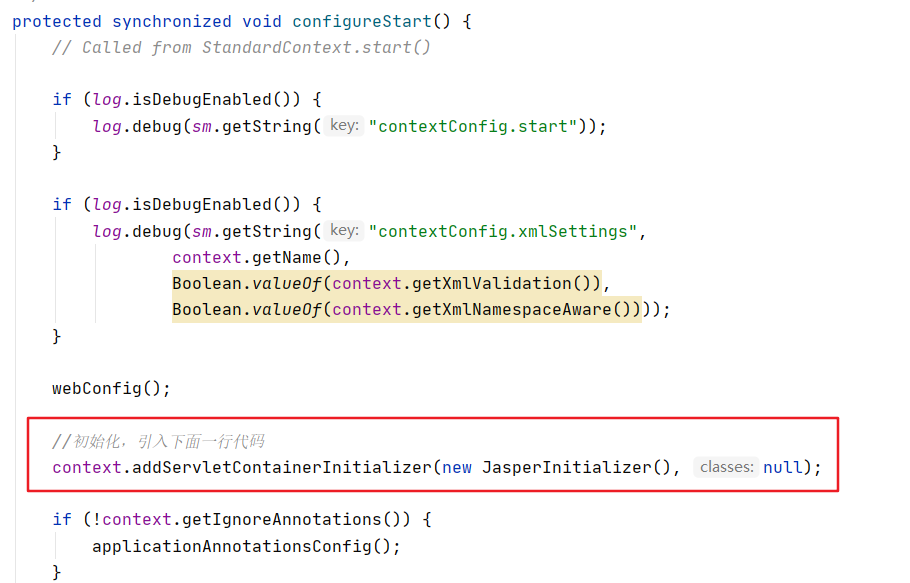 protected synchronized void configureStart() {
// Called from StandardContext.start()
if (log.isDebugEnabled()) {
log.debug(sm.getString( key: "contextConfig.start"));
}
if (log.isDebugEnabled()) {
log.debug(sm.getString( key: "contextConfig.xmlSettings",
context.getName(),
Boolean.valueOf(context.getXmlValidation()),
Boolean.valueOf(context.getXmlNamespaceAware())));
}
webConfig();
//初始化，引入下面一行代码
context.addServletContainerInitializer(new JasperInitializer(), classes: null);
if (!context.getIgnoreAnnotations()) {
applicationAnnotationsConfig();
}